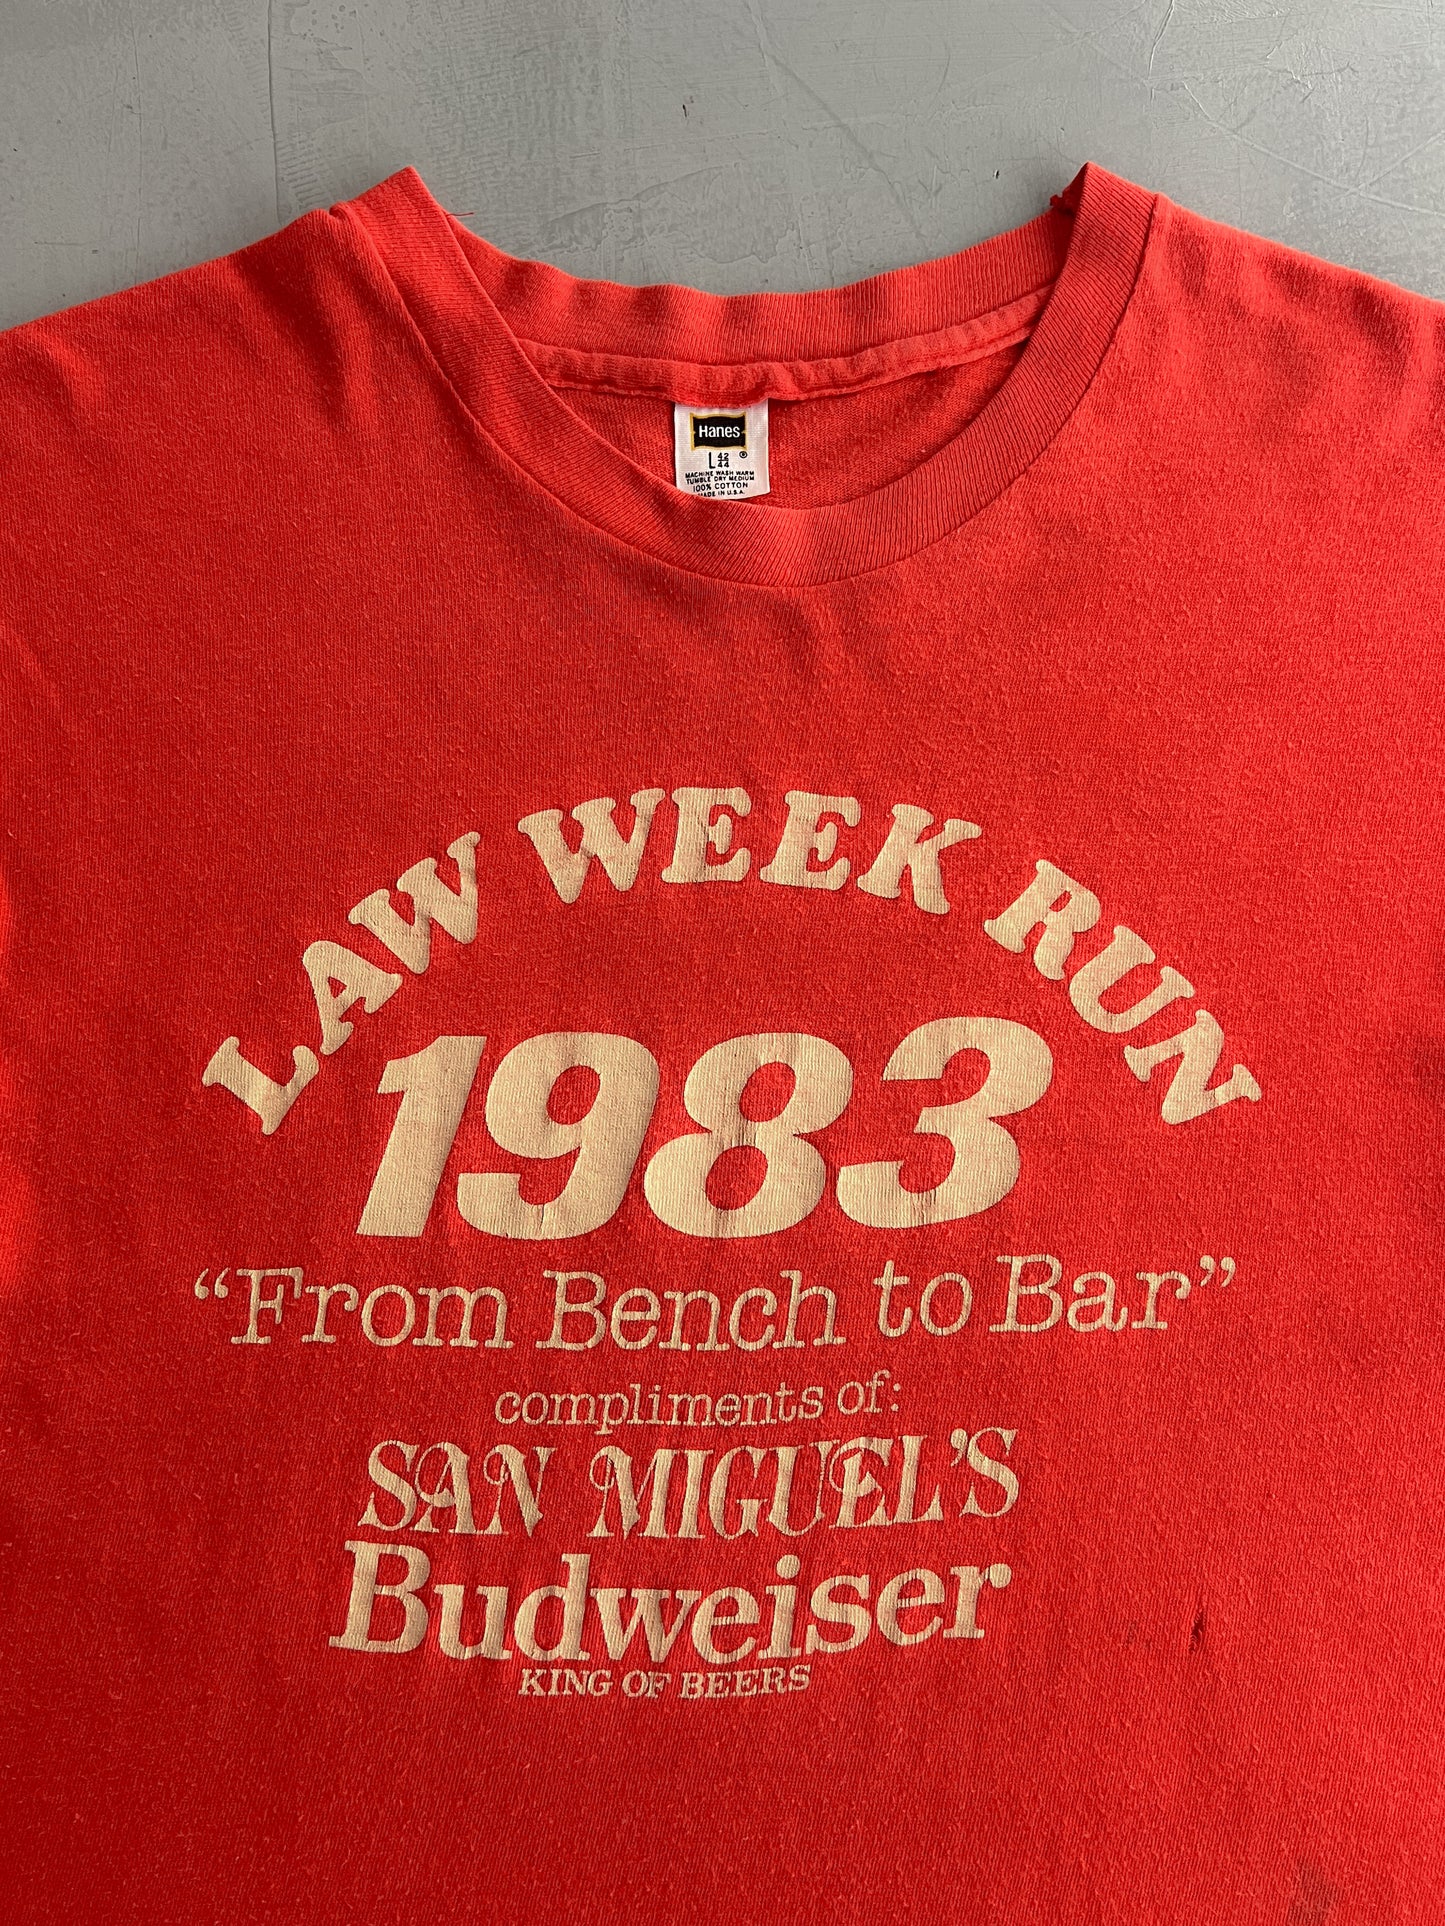 Hanes
L 42/44 ®
MACHINE WASH WARM
TUMBLE DRY MEDIUM
100% COTTON
MADE IN U.S.A.
LAW WEEK RUN
1983
“From Bench to Bar”
compliments of:
SAN MIGUEL'S
Budweiser
KING OF BEERS